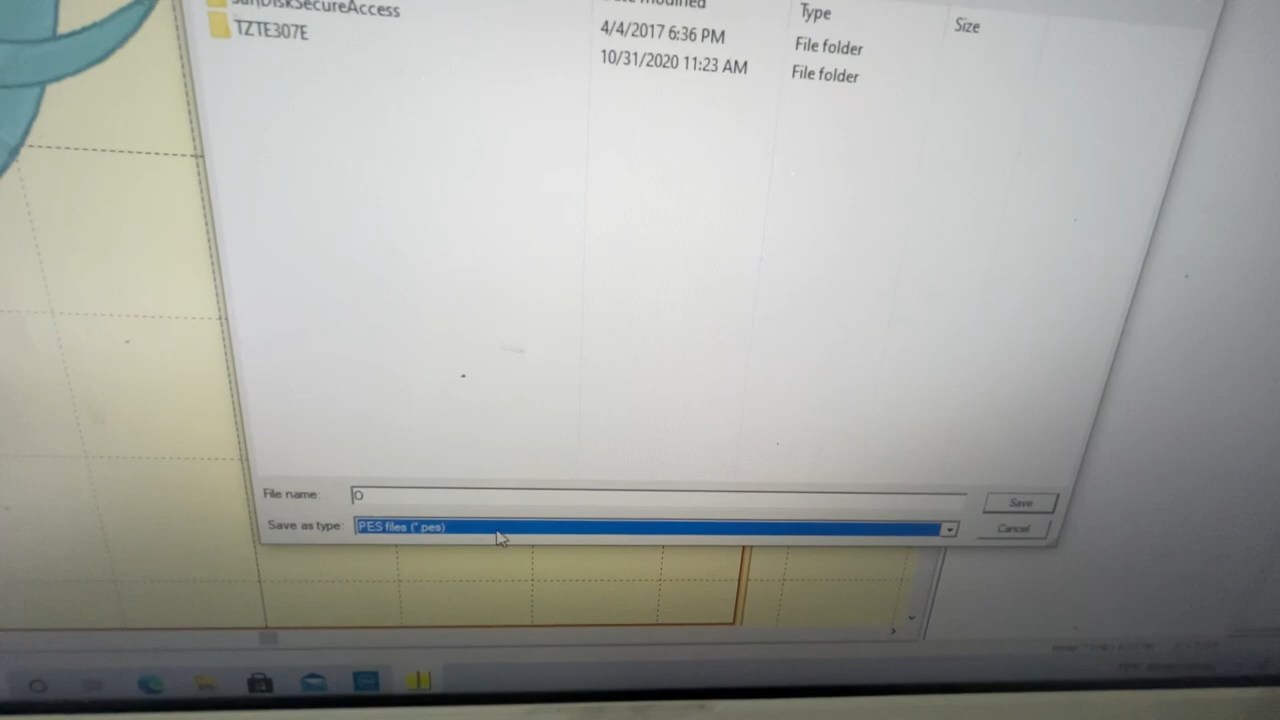 SanDiskSecureAccess
modified
Type
Size
4/4/2017 6:36 PM
File folder
TZTE307E
10/31/2020 11:23 AM
File folder
File name:
O
Save
Save as type:
PES files (*.pes)
Cancel